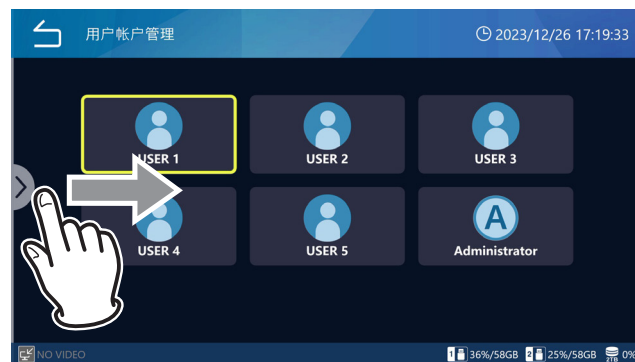 用户帐户管理
2023/12/26 17:19:33
USER 1
USER 2
USER 3
USER 4
USER 5
A
Administrator
NO VIDEO
1 36%/58GB 2 25%/58GB 2TB 0%